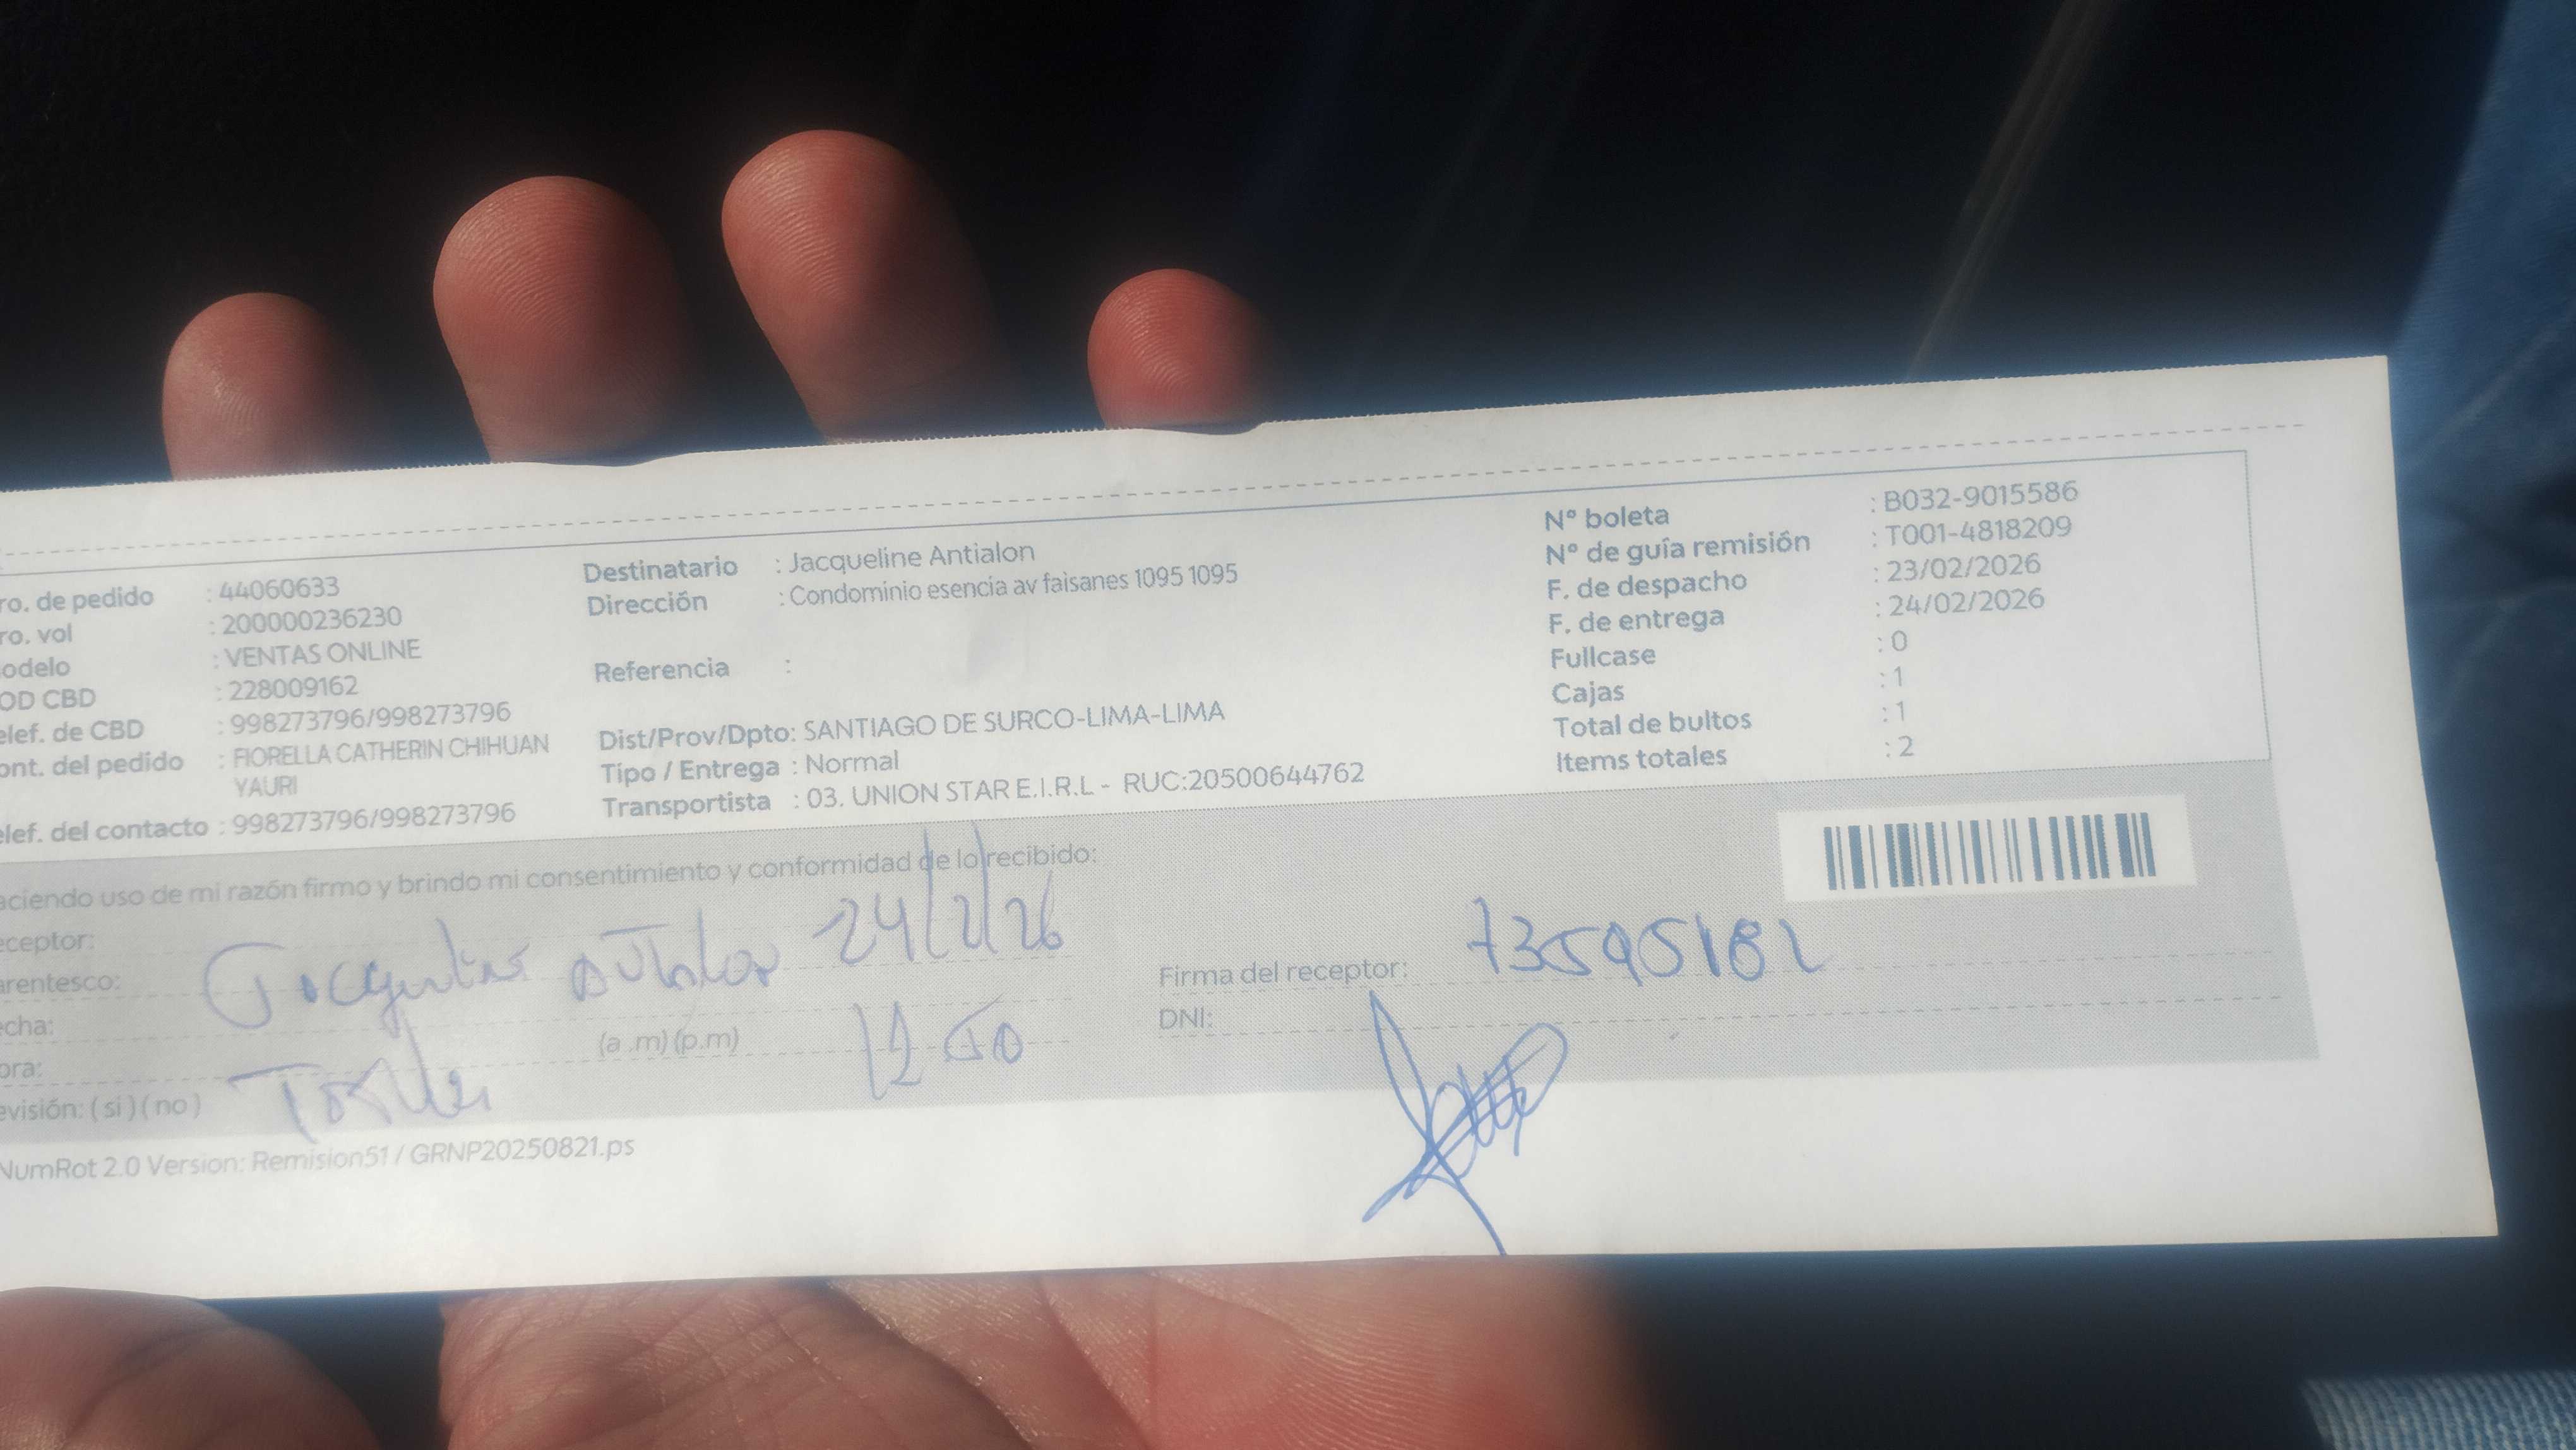 ro. de pedido : 44060633
ro. vol : 200000236230
odelo : VENTAS ONLINE
OD CBD : 228009162
elef. de CBD : 998273796/998273796
ont. del pedido : FIORELLA CATHERIN CHIHUAN
YAURI
elef. del contacto : 998273796/998273796
Destinatario : Jacqueline Antialon
Dirección : Condominio esencia av faisanes 1095 1095
Referencia :
Dist/Prov/Dpto: SANTIAGO DE SURCO-LIMA-LIMA
Tipo / Entrega : Normal
Transportista : 03. UNION STAR E.I.R.L - RUC:20500644762
Nº boleta : B032-9015586
Nº de guía remisión : T001-4818209
F. de despacho : 23/02/2026
F. de entrega : 24/02/2026
Fullcase : 0
Cajas : 1
Total de bultos : 1
Items totales : 2
aciendo uso de mi razón firmo y brindo mi consentimiento y conformidad de lo recibido:
eceptor:
arentesco: 24/2/26
echa:
ora: (a .m) (p.m) 12 50
evisión: ( si ) ( no )
Firma del receptor: 73595182
DNI:
NumRot 2.0 Version: Remision51 / GRNP20250821.ps